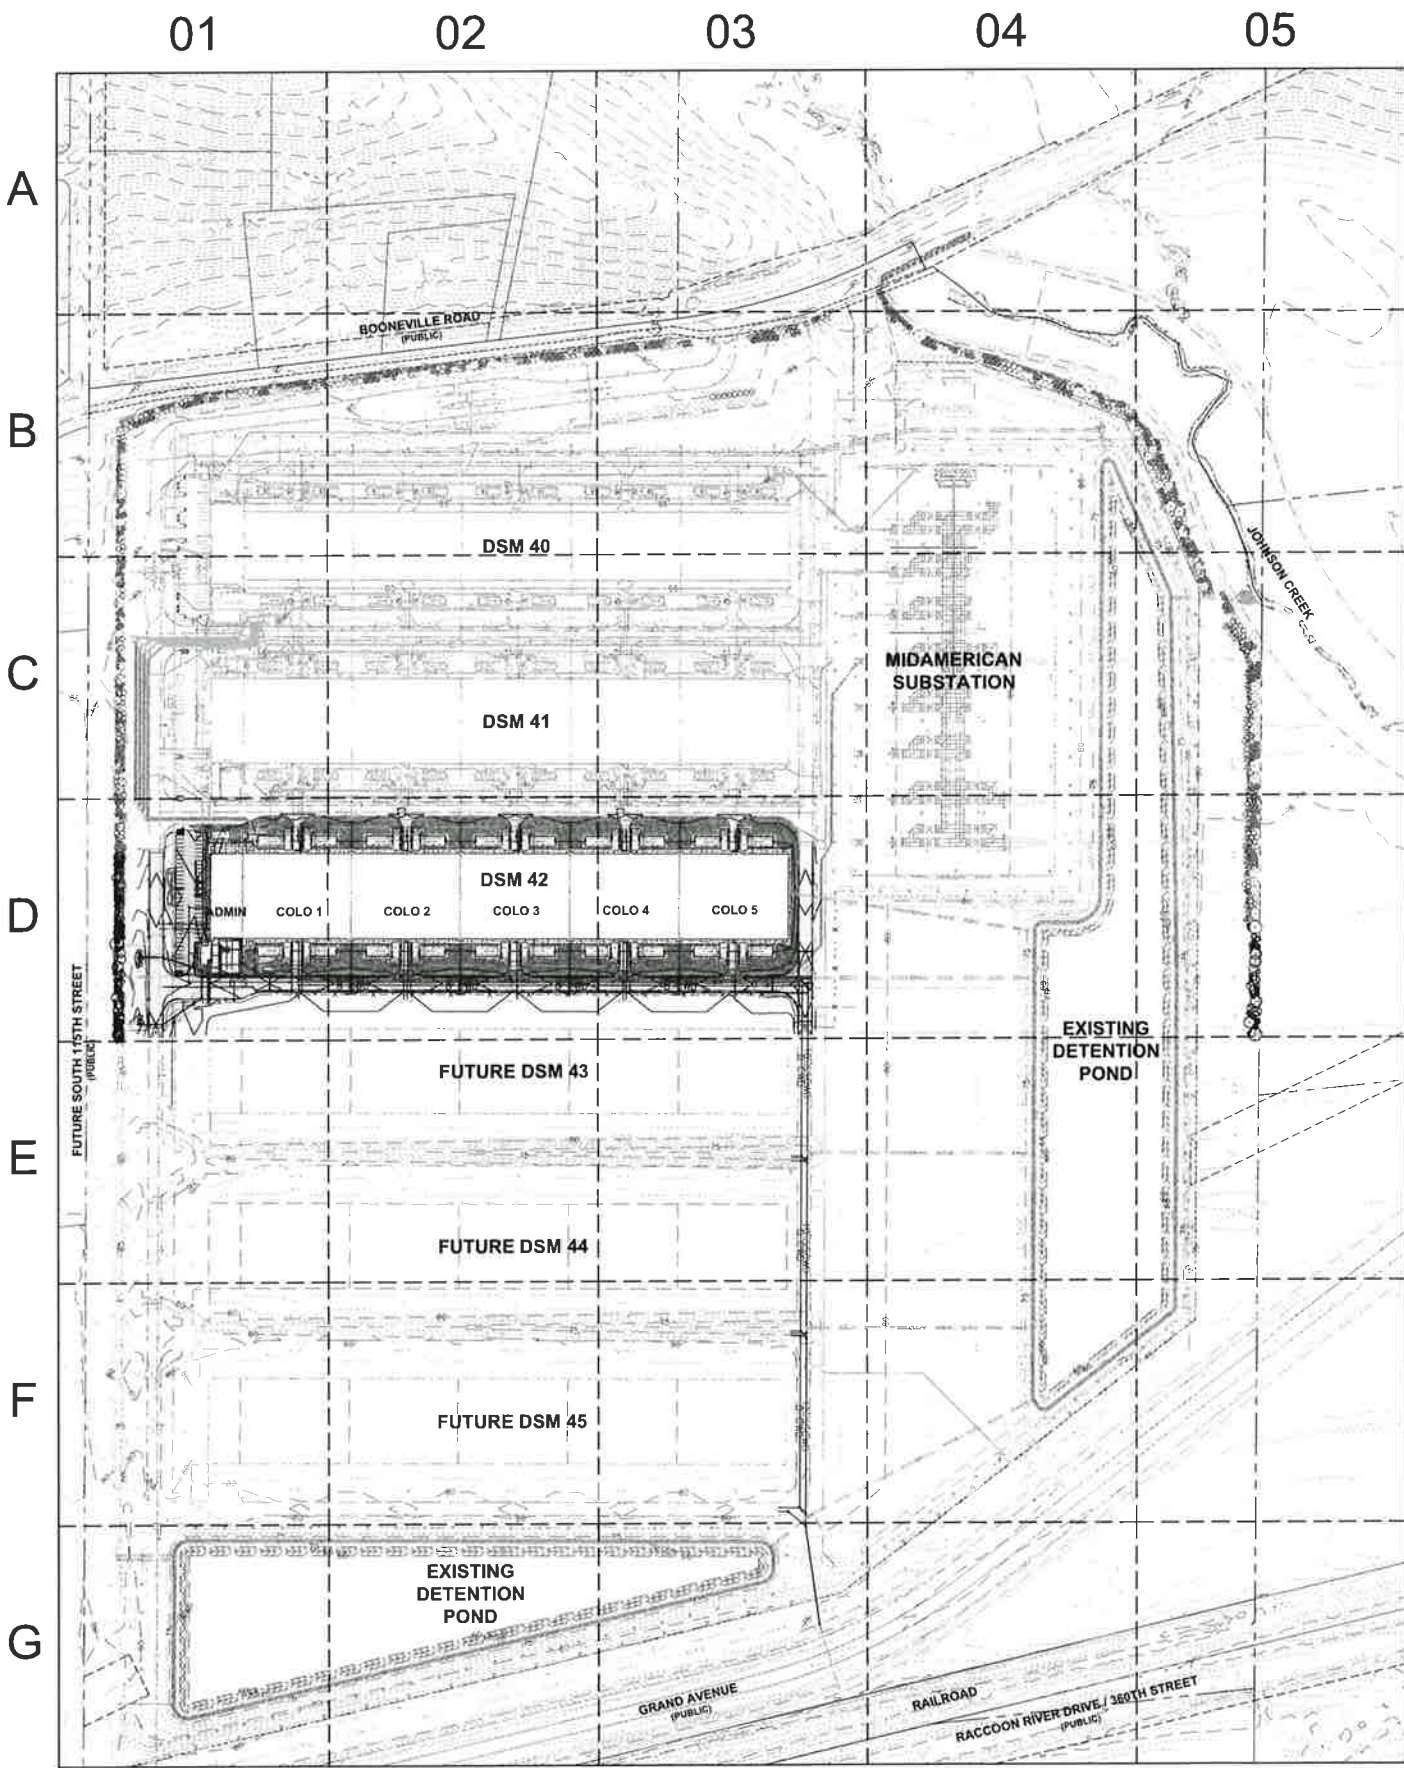 01 02 03 04 05
A
BOONEVILLE ROAD
(PUBLIC)
B
DSM 40
JOHNSON CREEK
C
MIDAMERICAN
SUBSTATION
DSM 41
D
DSM 42
ADMIN COLO 1 COLO 2 COLO 3 COLO 4 COLO 5
FUTURE SOUTH 115TH STREET
(PUBLIC)
EXISTING
DETENTION
POND
FUTURE DSM 43
E
FUTURE DSM 44
F
FUTURE DSM 45
EXISTING
DETENTION
POND
G
GRAND AVENUE
(PUBLIC)
RAILROAD
RACCOON RIVER DRIVE / 360TH STREET
(PUBLIC)